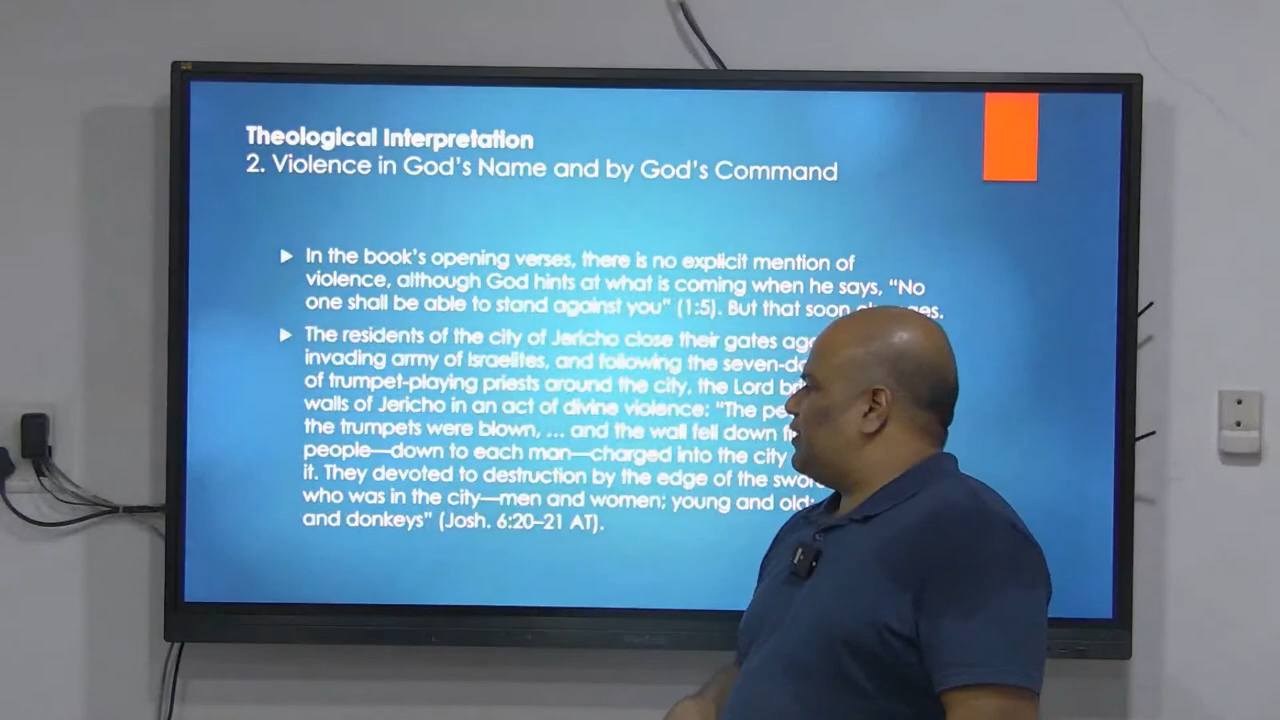 Theological Interpretation
2. Violence in God's Name and by God's Command
In the book's opening verses, there is no explicit mention of
violence, although God hints at what is coming when he says, “No
one shall be able to stand against you” (1:5). But that soon
The residents of the city of Jericho close their gates
invading army of Israelites, and following the
of trumpet-playing priests around the city, the Lord
walls of Jericho in an act of divine violence: “The
the trumpets were blown, … and the wall fell down
people—down to each man—charged into the city
it. They devoted to destruction by the edge of the
who was in the city—men and women; young and old;
and donkeys” (Josh. 6:20–21 AT).